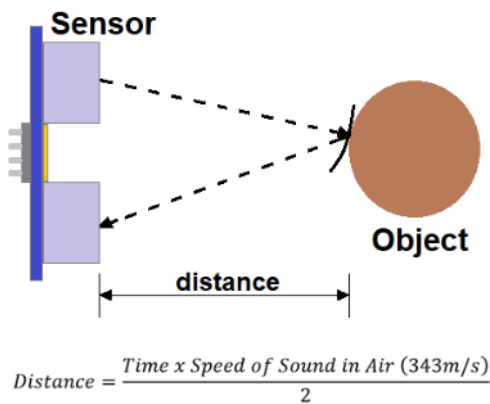 Sensor
Object
distance
Distance = Time x Speed of Sound in Air (343m/s) / 2